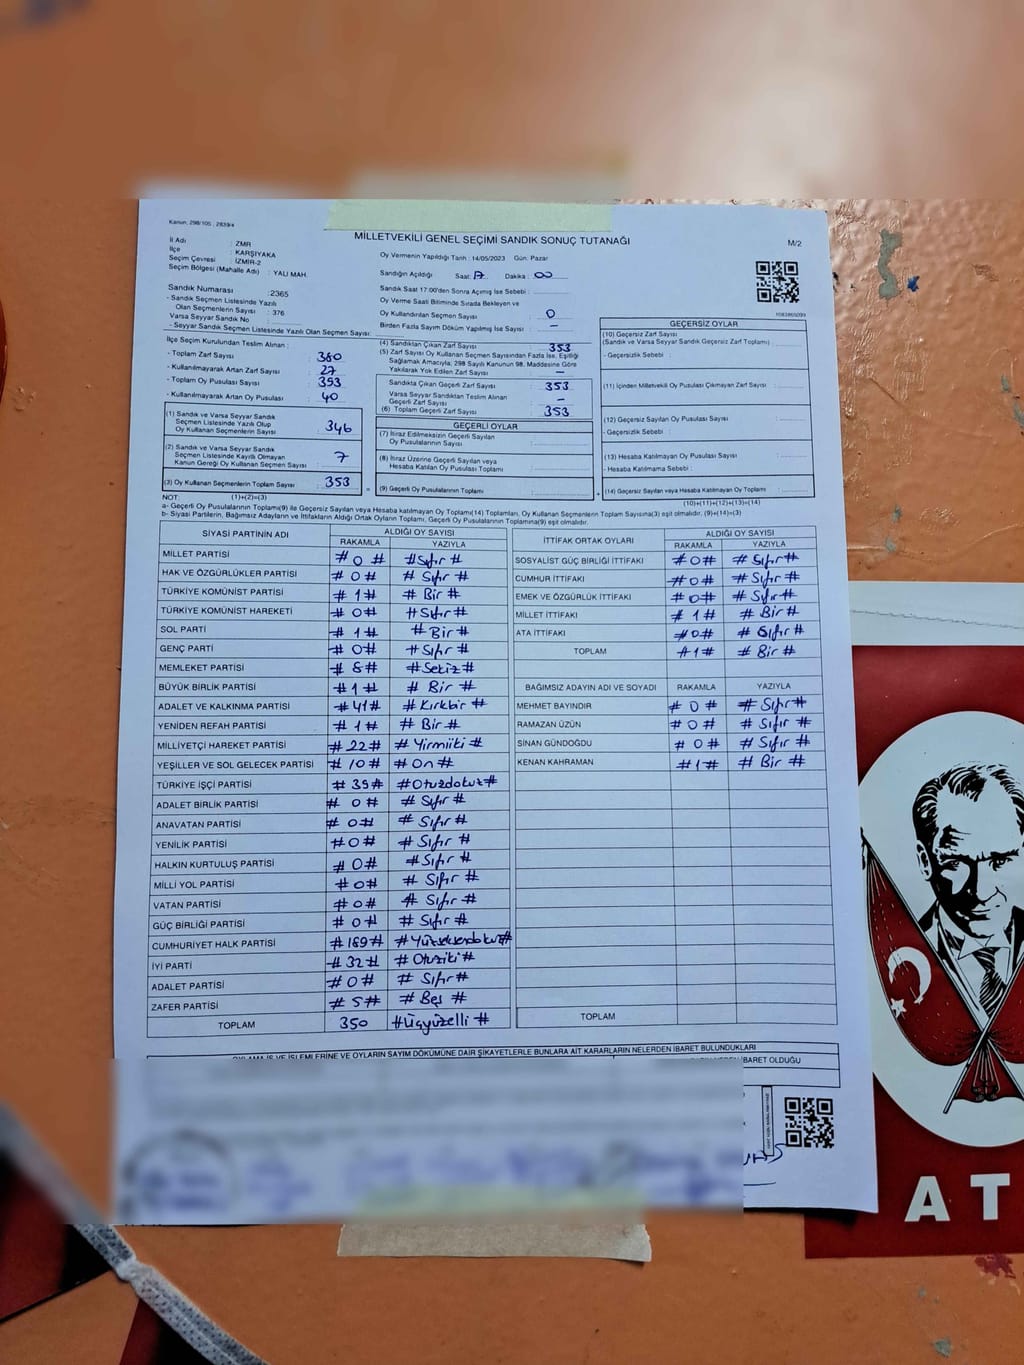 Kanun: 298/105 , 2839/4
MİLLETVEKİLİ GENEL SEÇİMİ SANDIK SONUÇ TUTANAĞI
M/2
İl Adı : ZMR
İlçe : KARŞIYAKA
Seçim Çevresi : İZMİR-2
Seçim Bölgesi (Mahalle Adı) : YALI MAH.
Sandık Numarası :2365
- Sandık Seçmen Listesinde Yazılı
Olan Seçmenlerin Sayısı : 376
Varsa Seyyar Sandık No :
- Seyyar Sandık Seçmen Listesinde Yazılı Olan Seçmen Sayısı:
Oy Vermenin Yapıldığı Tarih : 14/05/2023 Gün: Pazar
Sandığın Açıldığı Saat: 17 Dakika : 00
Sandık Saat 17:00'den Sonra Açımış İse Sebebi :
Oy Verme Saati Bitiminde Sırada Bekleyen ve
Oy Kullandırılan Seçmen Sayısı : 0
Birden Fazla Sayım Döküm Yapılmış İse Sayısı : –
İlçe Seçim Kurulundan Teslim Alınan :
- Toplam Zarf Sayısı : 380
- Kullanılmayarak Artan Zarf Sayısı : 27
- Toplam Oy Pusulası Sayısı : 393
- Kullanılmayarak Artan Oy Pusulası : 40
(1) Sandık ve Varsa Seyyar Sandık
Seçmen Listesinde Yazılı Olup
Oy Kullanan Seçmenlerin Sayısı : 346
(2) Sandık ve Varsa Seyyar Sandık
Seçmen Listesinde Kayıtlı Olmayan
Kanun Gereği Oy Kullanan Seçmen Sayısı : 7
(3) Oy Kullanan Seçmenlerin Toplam Sayısı : 353
(4) Sandıktan Çıkan Zarf Sayısı : 353
(5) Zarf Sayısı Oy Kullanan Seçmen Sayısından Fazla İse, Eşitliği
Sağlamak Amacıyla; 298 Sayılı Kanunun 98. Maddesine Göre
Yakılarak Yok Edilen Zarf Sayısı : –
Sandıkta Çıkan Geçerli Zarf Sayısı : 353
Varsa Seyyar Sandıktan Teslim Alınan
Geçerli Zarf Sayısı : –
(6) Toplam Geçerli Zarf Sayısı : 353
GEÇERLİ OYLAR
(7) İtiraz Edilmeksizin Geçerli Sayılan
Oy Pusulalarının Sayısı :
(8) İtiraz Üzerine Geçerli Sayılan veya
Hesaba Katılan Oy Pusulası Toplamı :
(9) Geçerli Oy Pusulalarının Toplamı :
1083865093
GEÇERSİZ OYLAR
(10) Geçersiz Zarf Sayısı
(Sandık ve Varsa Seyyar Sandık Geçersiz Zarf Toplamı) :
- Geçersizlik Sebebi :
(11) İçinden Milletvekili Oy Pusulası Çıkmayan Zarf Sayısı :
(12) Geçersiz Sayılan Oy Pusulası Sayısı :
- Geçersizlik Sebebi :
(13) Hesaba Katılmayan Oy Pusulası Sayısı :
- Hesaba Katılmama Sebebi :
(14) Geçersiz Sayılan veya Hesaba Katılmayan Oy Toplamı :
NOT: (1)+(2)=(3) (10)+(11)+(12)+(13)=(14)
a- Geçerli Oy Pusulalarının Toplamı(9) ile Geçersiz Sayılan veya Hesaba katılmayan Oy Toplamı(14) Toplamları, Oy Kullanan Seçmenlerin Toplam Sayısına(3) eşit olmalıdır, (9)+(14)=(3)
b- Siyasi Partilerin, Bağımsız Adayların ve İttifakların Aldığı Ortak Oyların Toplamı, Geçerli Oy Pusulalarının Toplamına(9) eşit olmalıdır.
SİYASİ PARTİNİN ADI ALDIĞI OY SAYISI
RAKAMLA YAZIYLA
MİLLET PARTİSİ # 0 # # Sıfır #
HAK VE ÖZGÜRLÜKLER PARTİSİ # 0 # # Sıfır #
TÜRKİYE KOMÜNİST PARTİSİ # 1 # # Bir #
TÜRKİYE KOMÜNİST HAREKETİ # 0 # # Sıfır #
SOL PARTİ # 1 # # Bir #
GENÇ PARTİ # 0 # # Sıfır #
MEMLEKET PARTİSİ # 8 # # Sekiz #
BÜYÜK BİRLİK PARTİSİ # 1 # # Bir #
ADALET VE KALKINMA PARTİSİ # 41 # # Kırkbir #
YENİDEN REFAH PARTİSİ # 1 # # Bir #
MİLLİYETÇİ HAREKET PARTİSİ # 22 # # Yirmiiki #
YEŞİLLER VE SOL GELECEK PARTİSİ # 10 # # On #
TÜRKİYE İŞÇİ PARTİSİ # 39 # # Otuzdokuz #
ADALET BİRLİK PARTİSİ # 0 # # Sıfır #
ANAVATAN PARTİSİ # 0 # # Sıfır #
YENİLİK PARTİSİ # 0 # # Sıfır #
HALKIN KURTULUŞ PARTİSİ # 0 # # Sıfır #
MİLLİ YOL PARTİSİ # 0 # # Sıfır #
VATAN PARTİSİ # 0 # # Sıfır #
GÜÇ BİRLİĞİ PARTİSİ # 0 # # Sıfır #
CUMHURİYET HALK PARTİSİ # 189 # # Yüzseksendokuz #
İYİ PARTİ # 32 # # Otuziki #
ADALET PARTİSİ # 0 # # Sıfır #
ZAFER PARTİSİ # 5 # # Beş #
TOPLAM 350 # Üçyüzelli #
İTTİFAK ORTAK OYLARI ALDIĞI OY SAYISI
RAKAMLA YAZIYLA
SOSYALİST GÜÇ BİRLİĞİ İTTİFAKI # 0 # # Sıfır #
CUMHUR İTTİFAKI # 0 # # Sıfır #
EMEK VE ÖZGÜRLÜK İTTİFAKI # 0 # # Sıfır #
MİLLET İTTİFAKI # 1 # # Bir #
ATA İTTİFAKI # 0 # # Sıfır #
TOPLAM # 1 # # Bir #
BAĞIMSIZ ADAYIN ADI VE SOYADI RAKAMLA YAZIYLA
MEHMET BAYINDIR # 0 # # Sıfır #
RAMAZAN ÜZÜN # 0 # # Sıfır #
SİNAN GÜNDOĞDU # 0 # # Sıfır #
KENAN KAHRAMAN # 1 # # Bir #
TOPLAM
OYLAMA İŞ VE İŞLEMLERİNE VE OYLARIN SAYIM DÖKÜMÜNE DAİR ŞİKAYETLERLE BUNLARA AİT KARARLARIN NELERDEN İBARET BULUNDUKLARI
İBARET OLDUĞU
AT